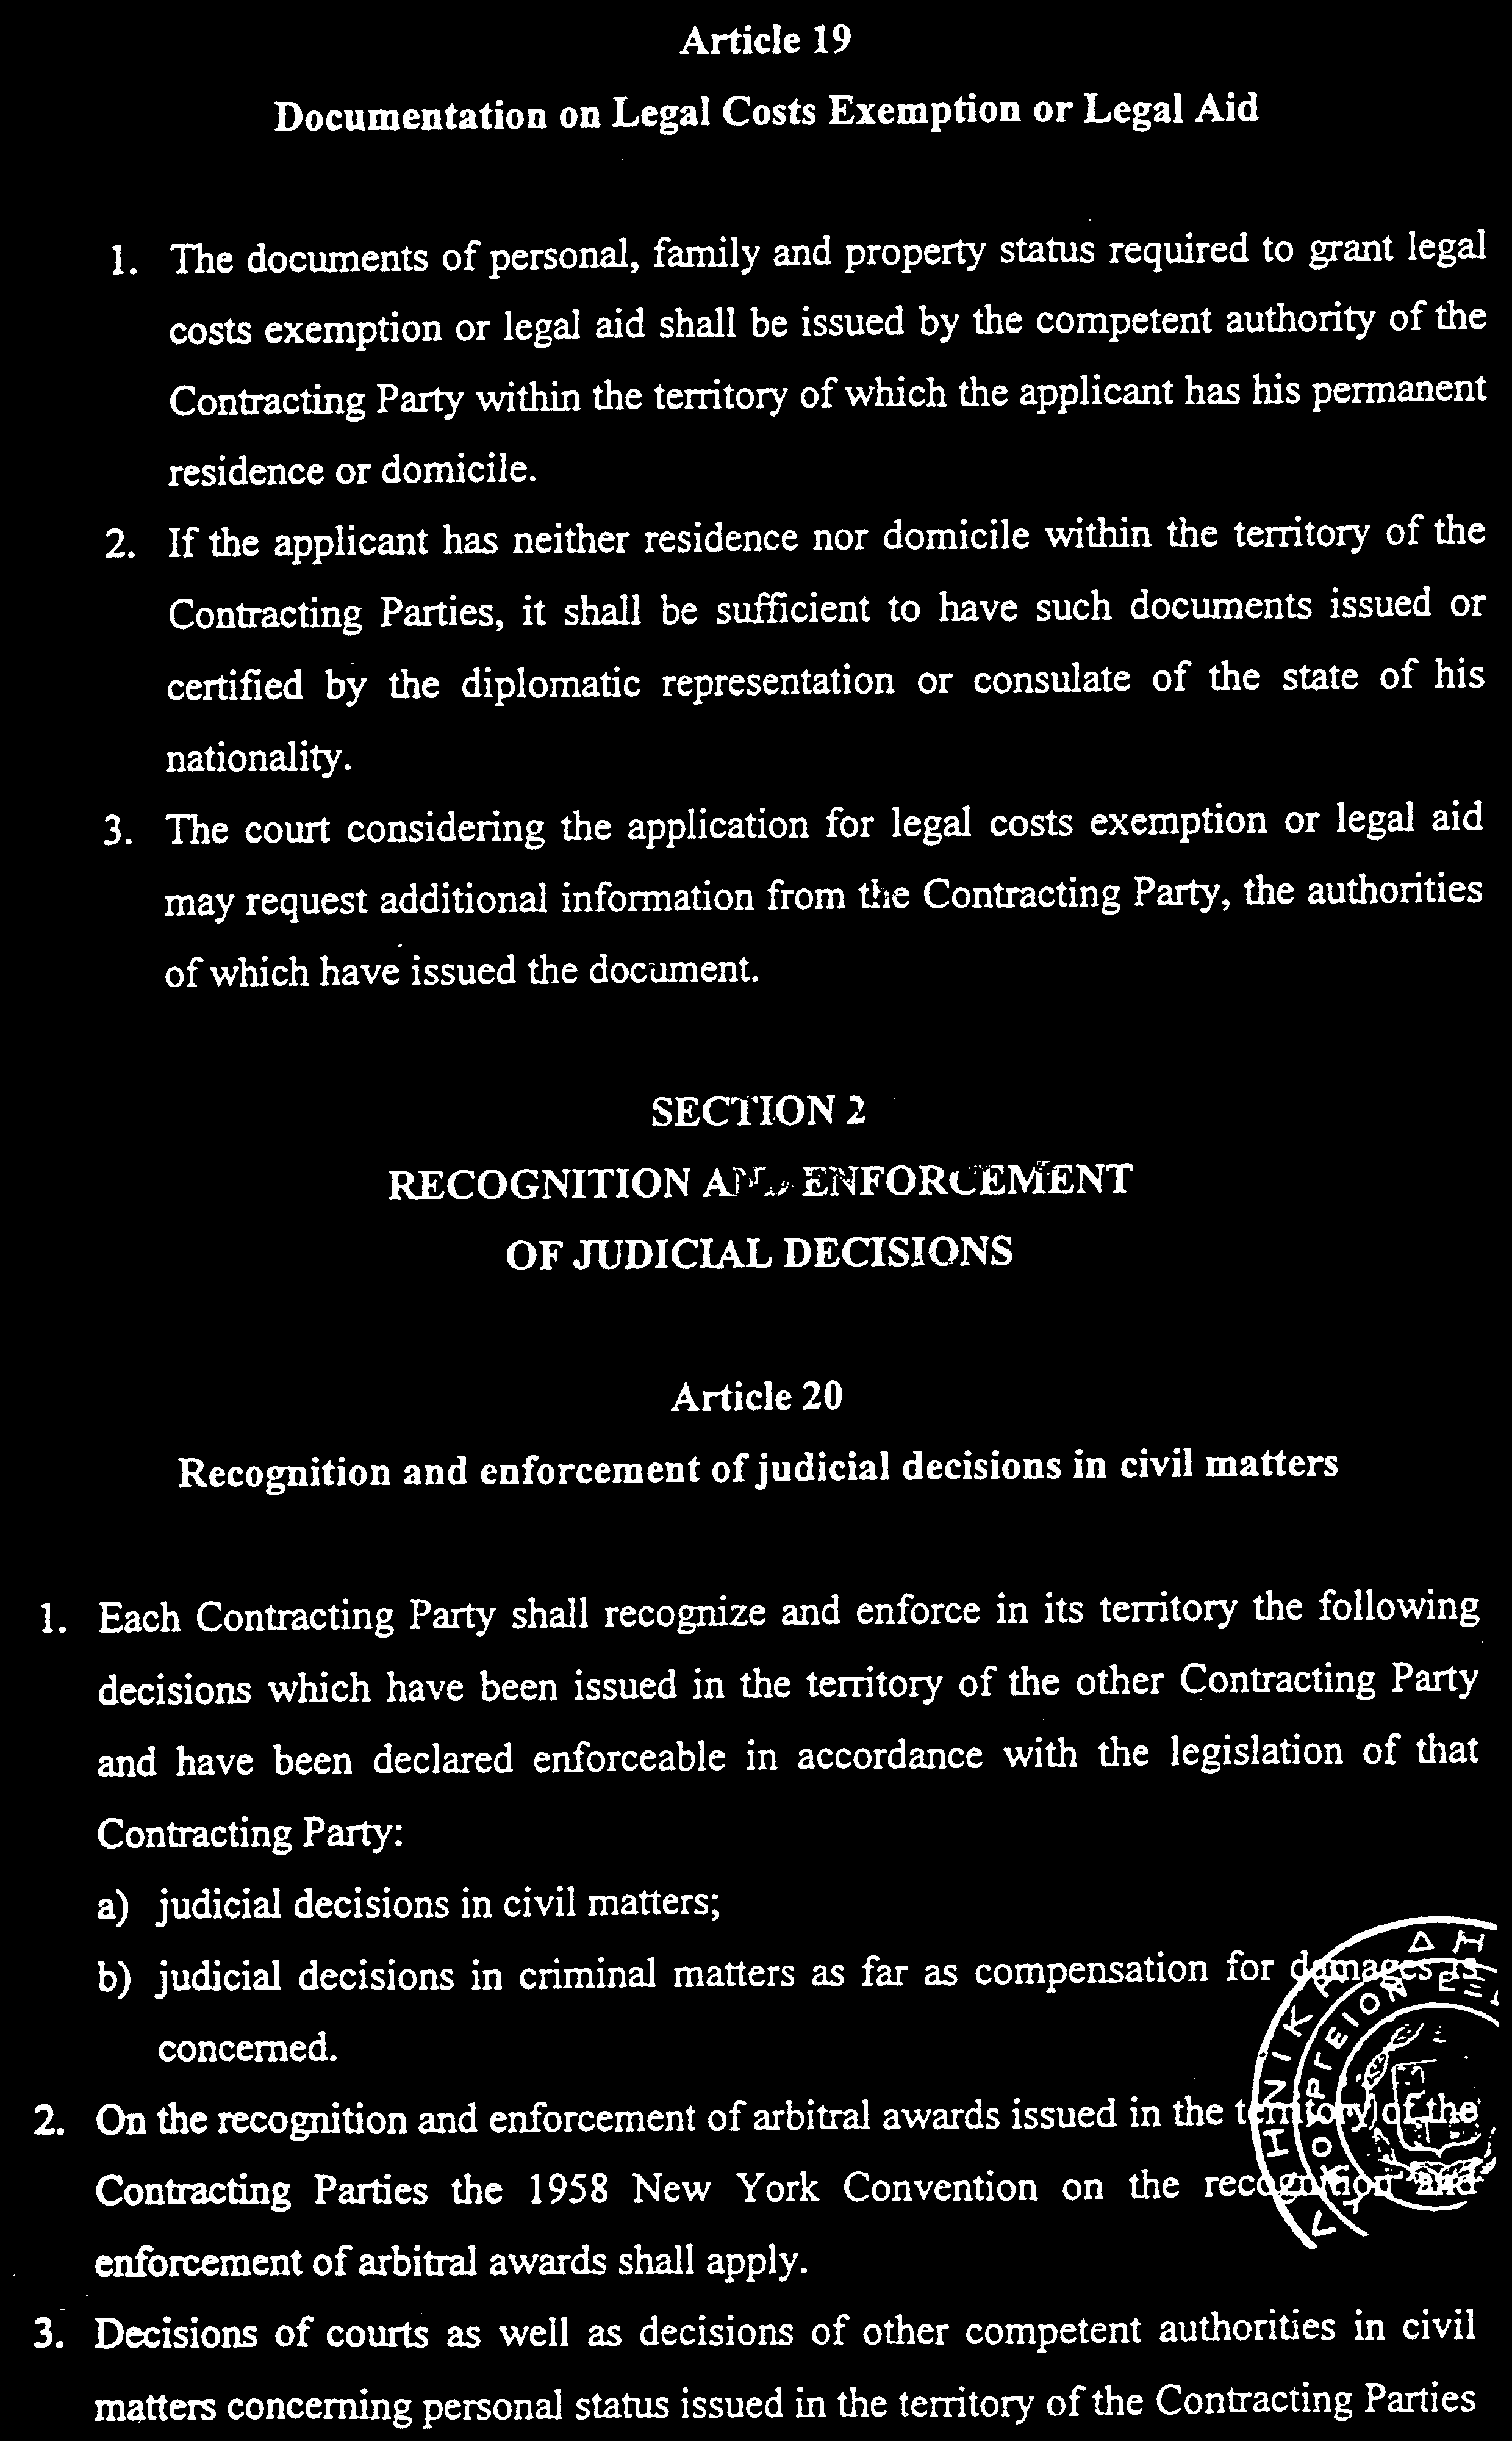 Article 19
Documentation on Legal Costs Exemption or Legal Aid
1. The documents of personal, family and property status required to grant legal
costs exemption or legal aid shall be issued by the competent authority of the
Contracting Party within the territory of which the applicant has his permanent
residence or domicile.
2. If the applicant has neither residence nor domicile within the territory of the
Contracting Parties, it shall be sufficient to have such documents issued or
certified by the diplomatic representation or consulate of the state of his
nationality.
3. The court considering the application for legal costs exemption or legal aid
may request additional information from the Contracting Party, the authorities
of which have issued the document.
SECTION 2
RECOGNITION AND ENFORCEMENT
OF JUDICIAL DECISIONS
Article 20
Recognition and enforcement of judicial decisions in civil matters
1. Each Contracting Party shall recognize and enforce in its territory the following
decisions which have been issued in the territory of the other Contracting Party
and have been declared enforceable in accordance with the legislation of that
Contracting Party:
a) judicial decisions in civil matters;
b) judicial decisions in criminal matters as far as compensation for damages is
concerned.
2. On the recognition and enforcement of arbitral awards issued in the territory of the
Contracting Parties the 1958 New York Convention on the recognition and
enforcement of arbitral awards shall apply.
3. Decisions of courts as well as decisions of other competent authorities in civil
matters concerning personal status issued in the territory of the Contracting Parties